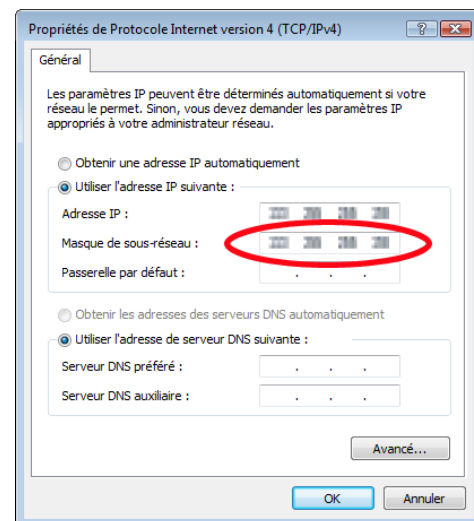 Propriétés de Protocole Internet version 4 (TCP/IPv4)
Général
Les paramètres IP peuvent être déterminés automatiquement si votre
réseau le permet. Sinon, vous devez demander les paramètres IP
appropriés à votre administrateur réseau.
Obtenir une adresse IP automatiquement
Utiliser l'adresse IP suivante :
Adresse IP :
Masque de sous-réseau :
Passerelle par défaut :
Obtenir les adresses des serveurs DNS automatiquement
Utiliser l'adresse de serveur DNS suivante :
Serveur DNS préféré :
Serveur DNS auxiliaire :
Avancé...
OK
Annuler